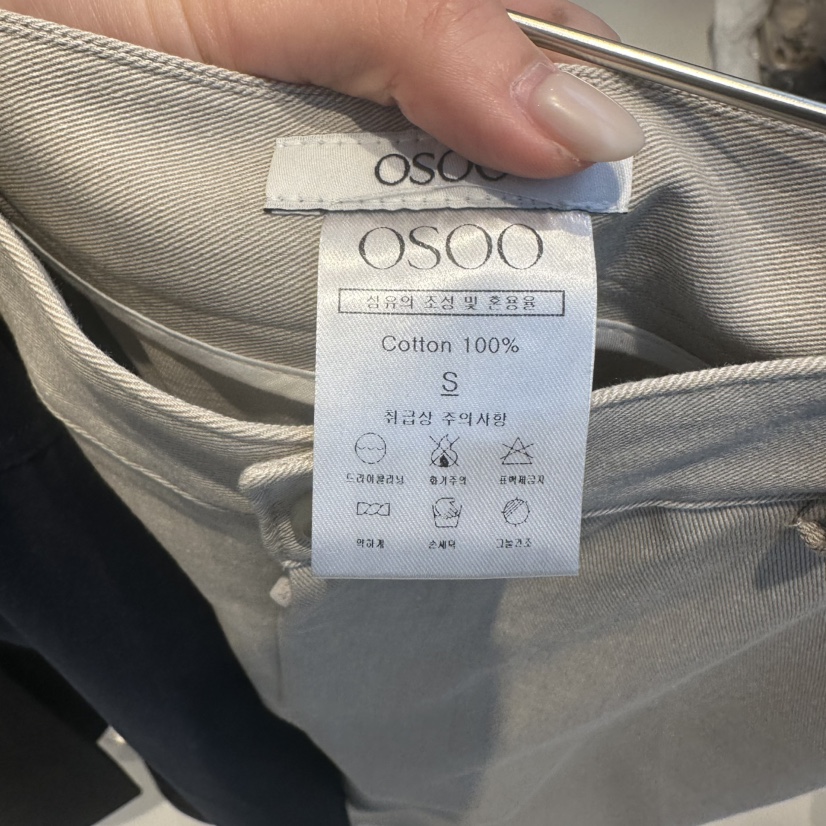 OSOO
OSOO
섬유의 조성 및 혼용율
Cotton 100%
S
취급상 주의사항
드라이클리닝 화기주의 표백제금지
약하게 손세탁 그늘건조